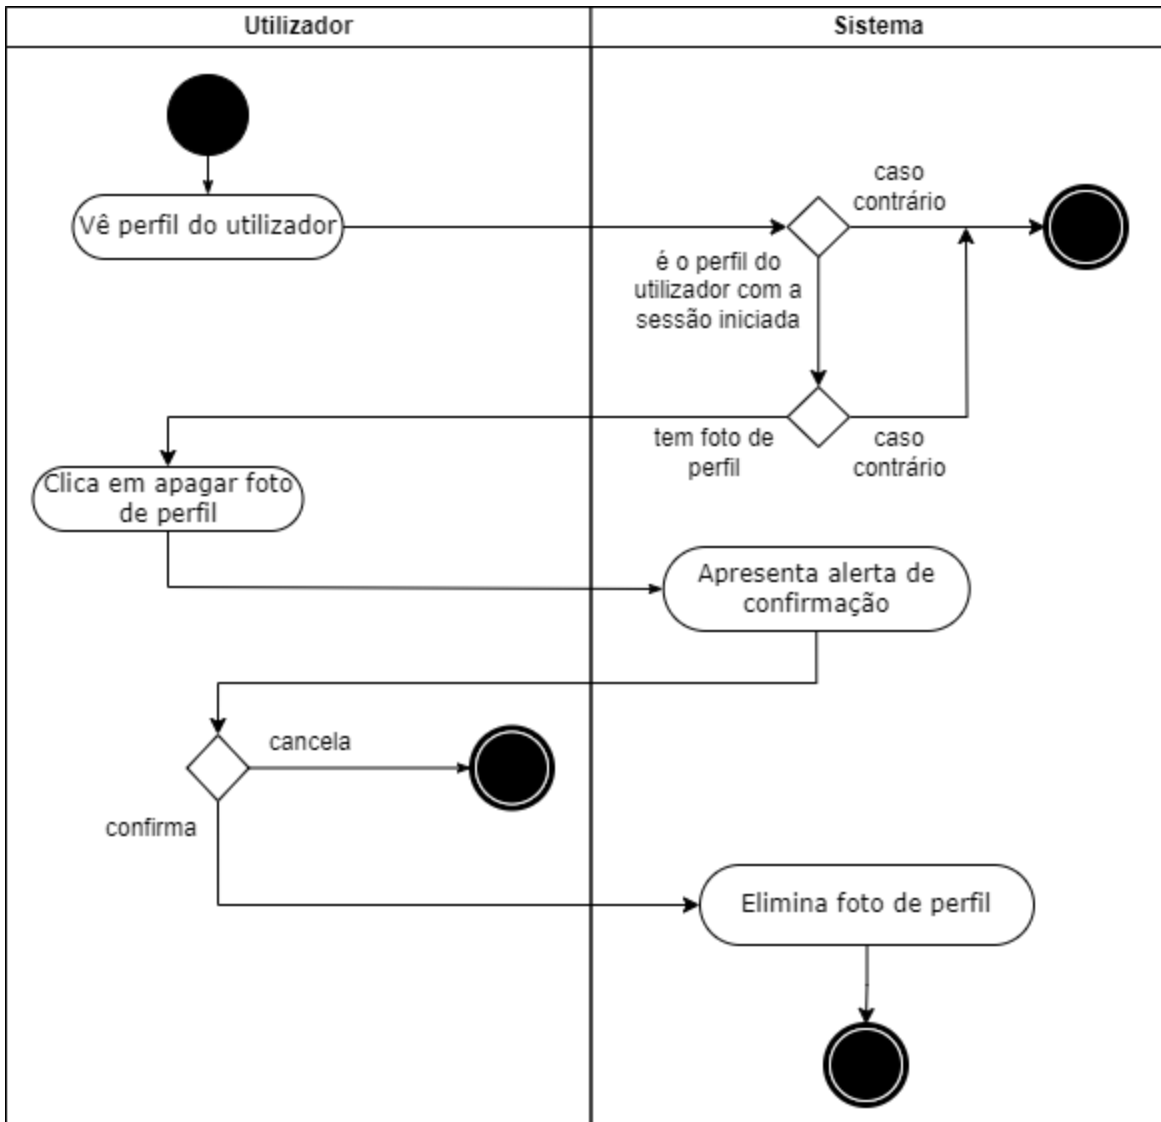 Utilizador
Sistema
caso
contrário
Vê perfil do utilizador
é o perfil do
utilizador com a
sessão iniciada
tem foto de
perfil
caso
contrário
Clica em apagar foto
de perfil
Apresenta alerta de
confirmação
cancela
confirma
Elimina foto de perfil